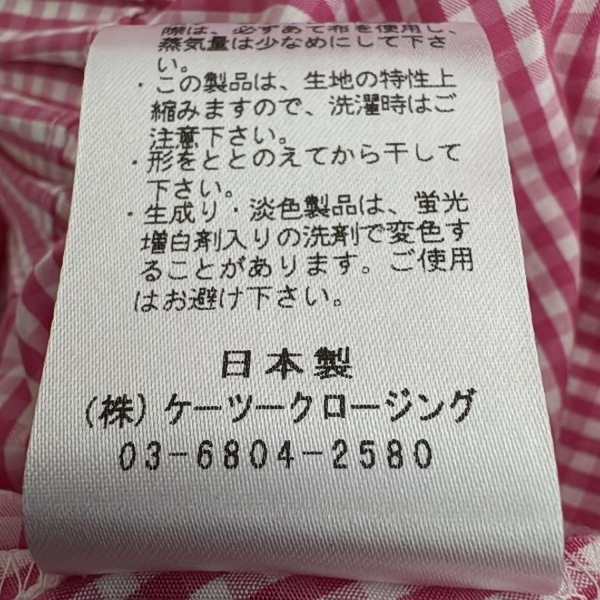 際は、必ずあて布を使用し、
蒸気量は少なめにして下さ
い。
・この製品は、生地の特性上
縮みますので、洗濯時はご
注意下さい。
・形をととのえてから干して
下さい。
・生成り・淡色製品は、蛍光
増白剤入りの洗剤で変色す
ることがあります。ご使用
はお避け下さい。
日本製
(株)ケーツークロージング
03-6804-2580